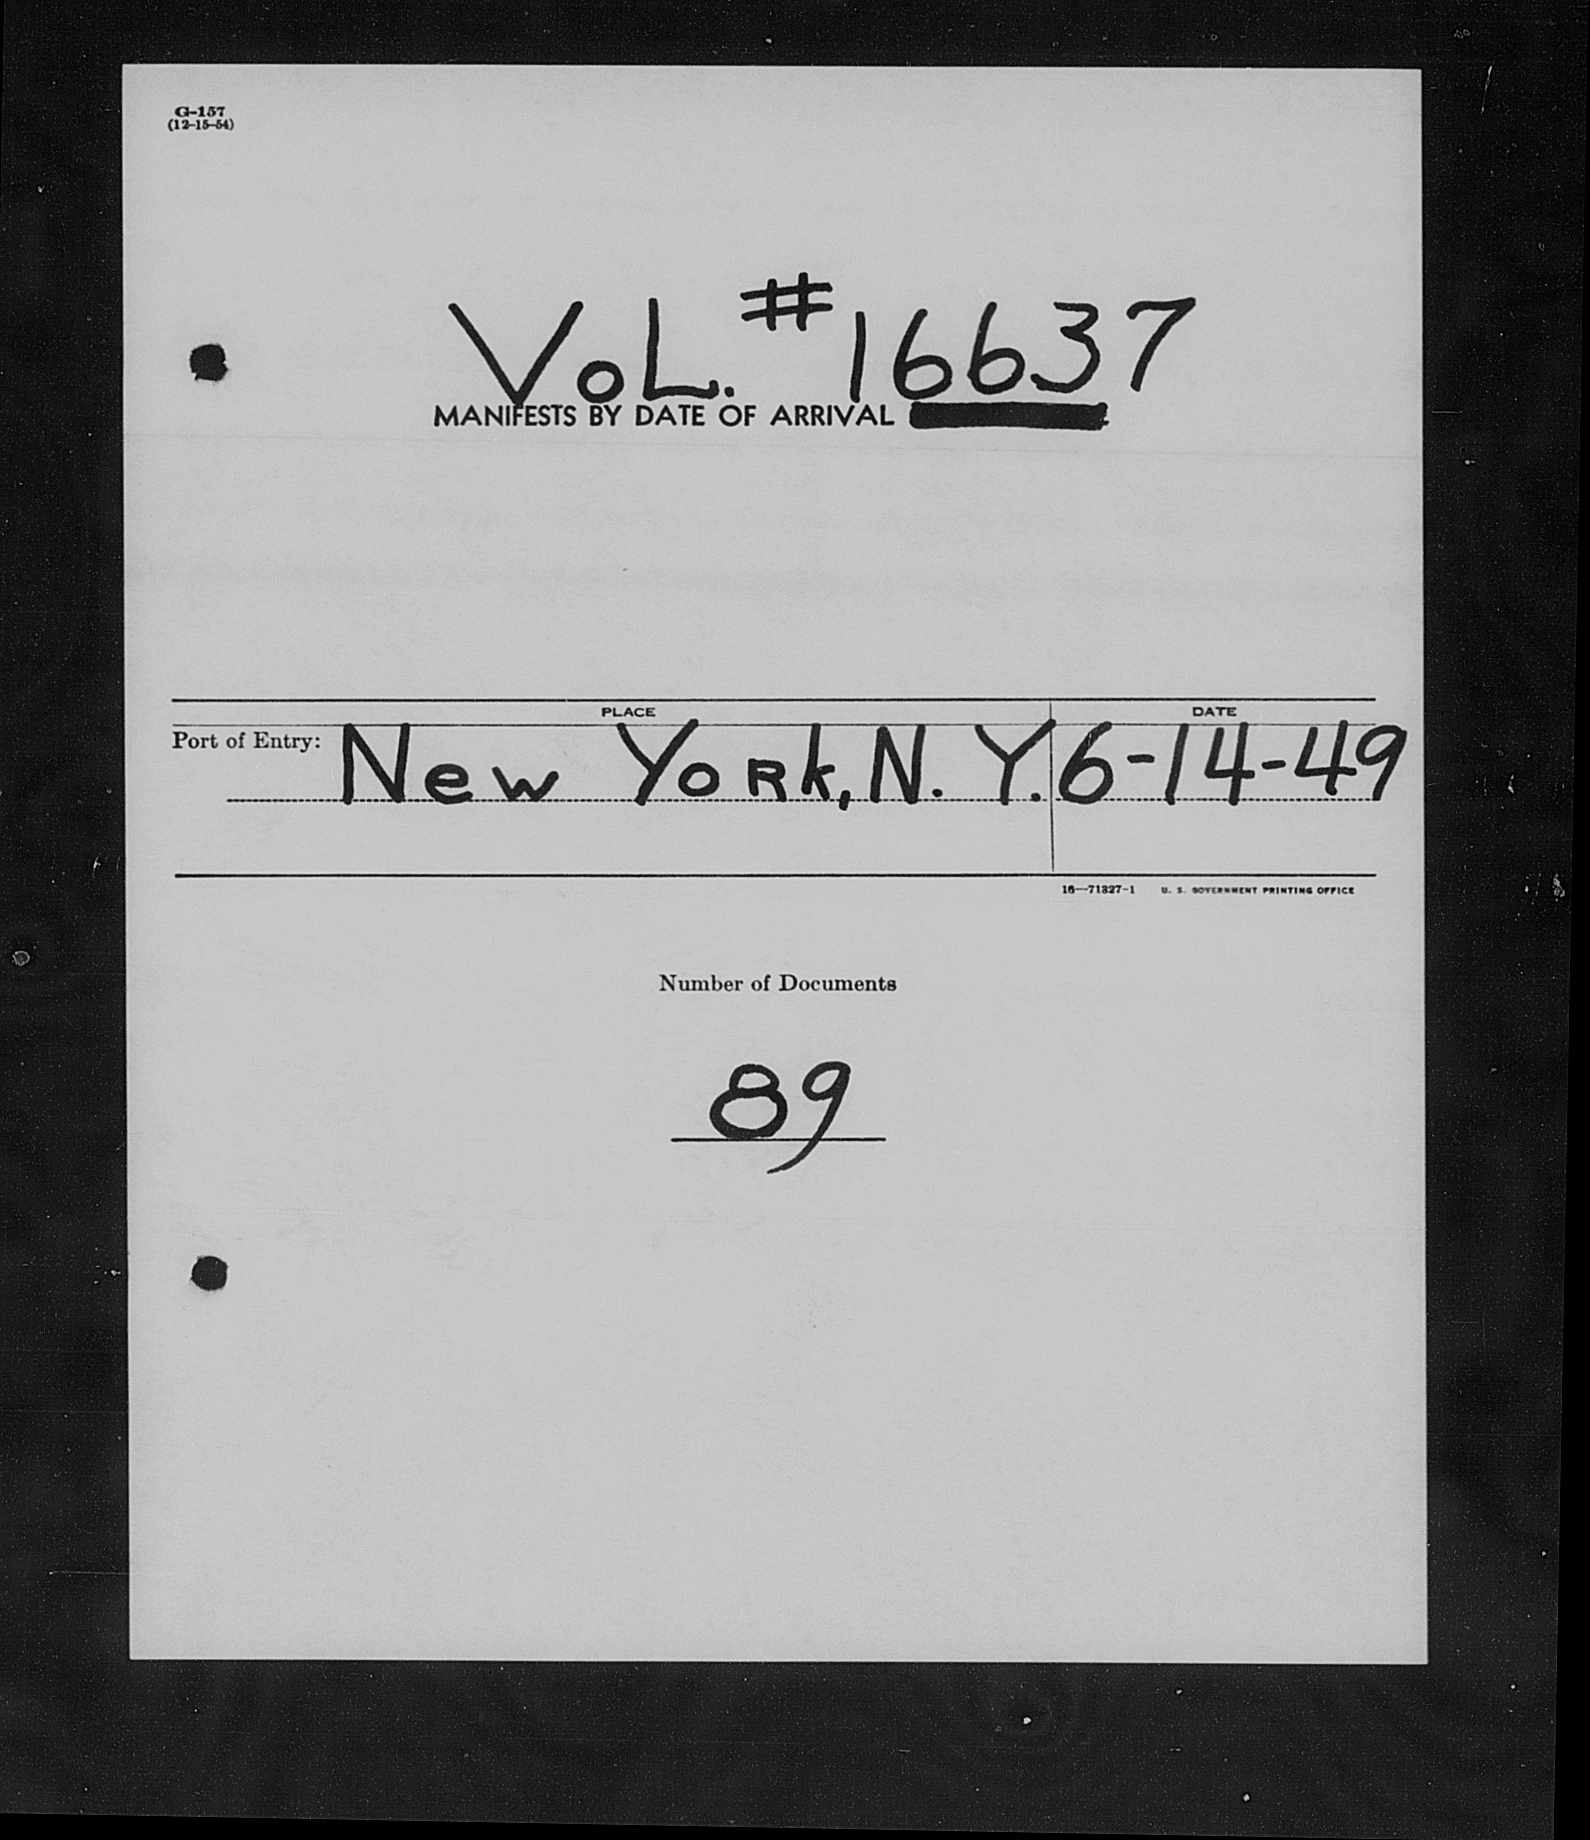 G-157
(12-15-54)
VoL. #16637
MANIFESTS BY DATE OF ARRIVAL
PLACE DATE
Port of Entry: New York, N. Y. 6-14-49
16—71327-1 U. S. GOVERNMENT PRINTING OFFICE
Number of Documents
89